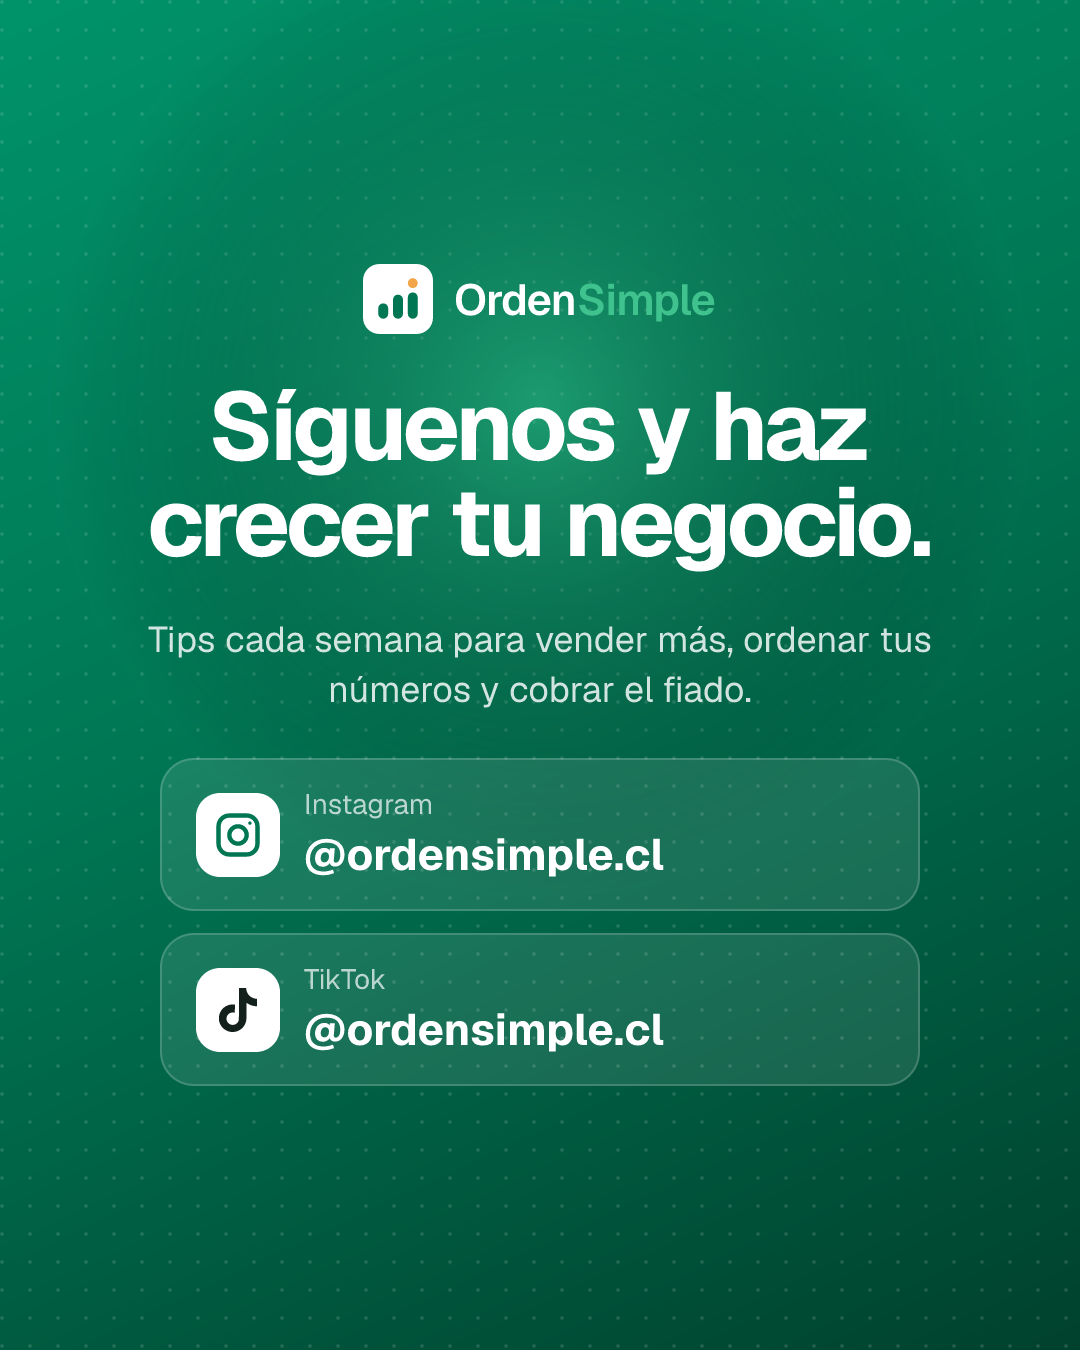 OrdenSimple
Síguenos y haz
crecer tu negocio.
Tips cada semana para vender más, ordenar tus
números y cobrar el fiado.
Instagram
@ordensimple.cl
TikTok
@ordensimple.cl